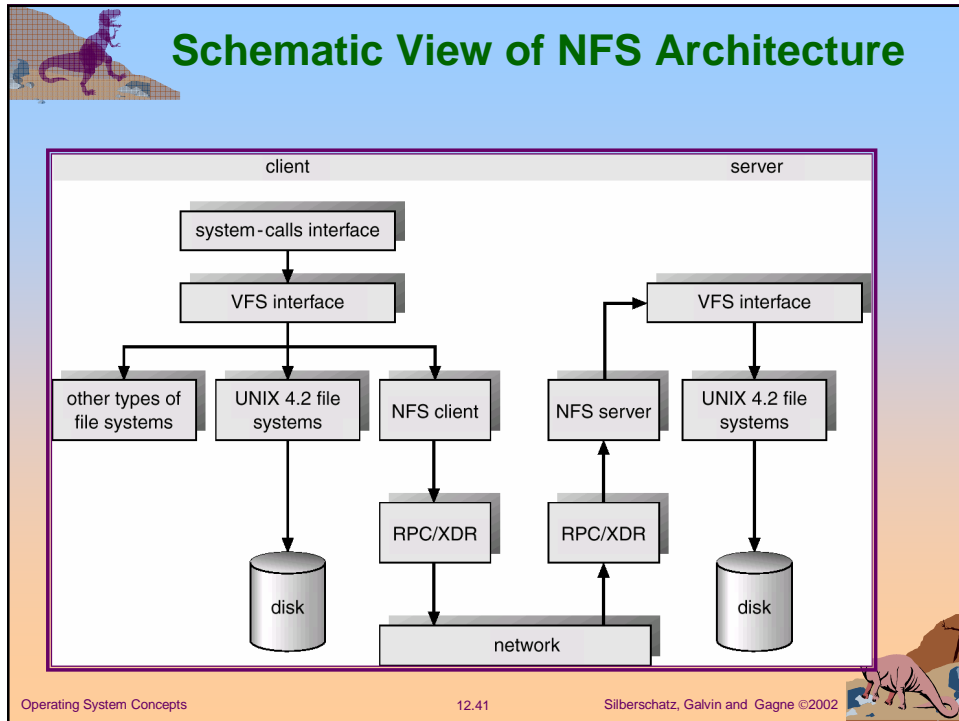 Schematic View of NFS Architecture
client
server
system-calls interface
VFS interface
VFS interface
other types of
file systems
UNIX 4.2 file
systems
NFS client
NFS server
UNIX 4.2 file
systems
RPC/XDR
RPC/XDR
disk
disk
network
Operating System Concepts
12.41
Silberschatz, Galvin and Gagne ©2002